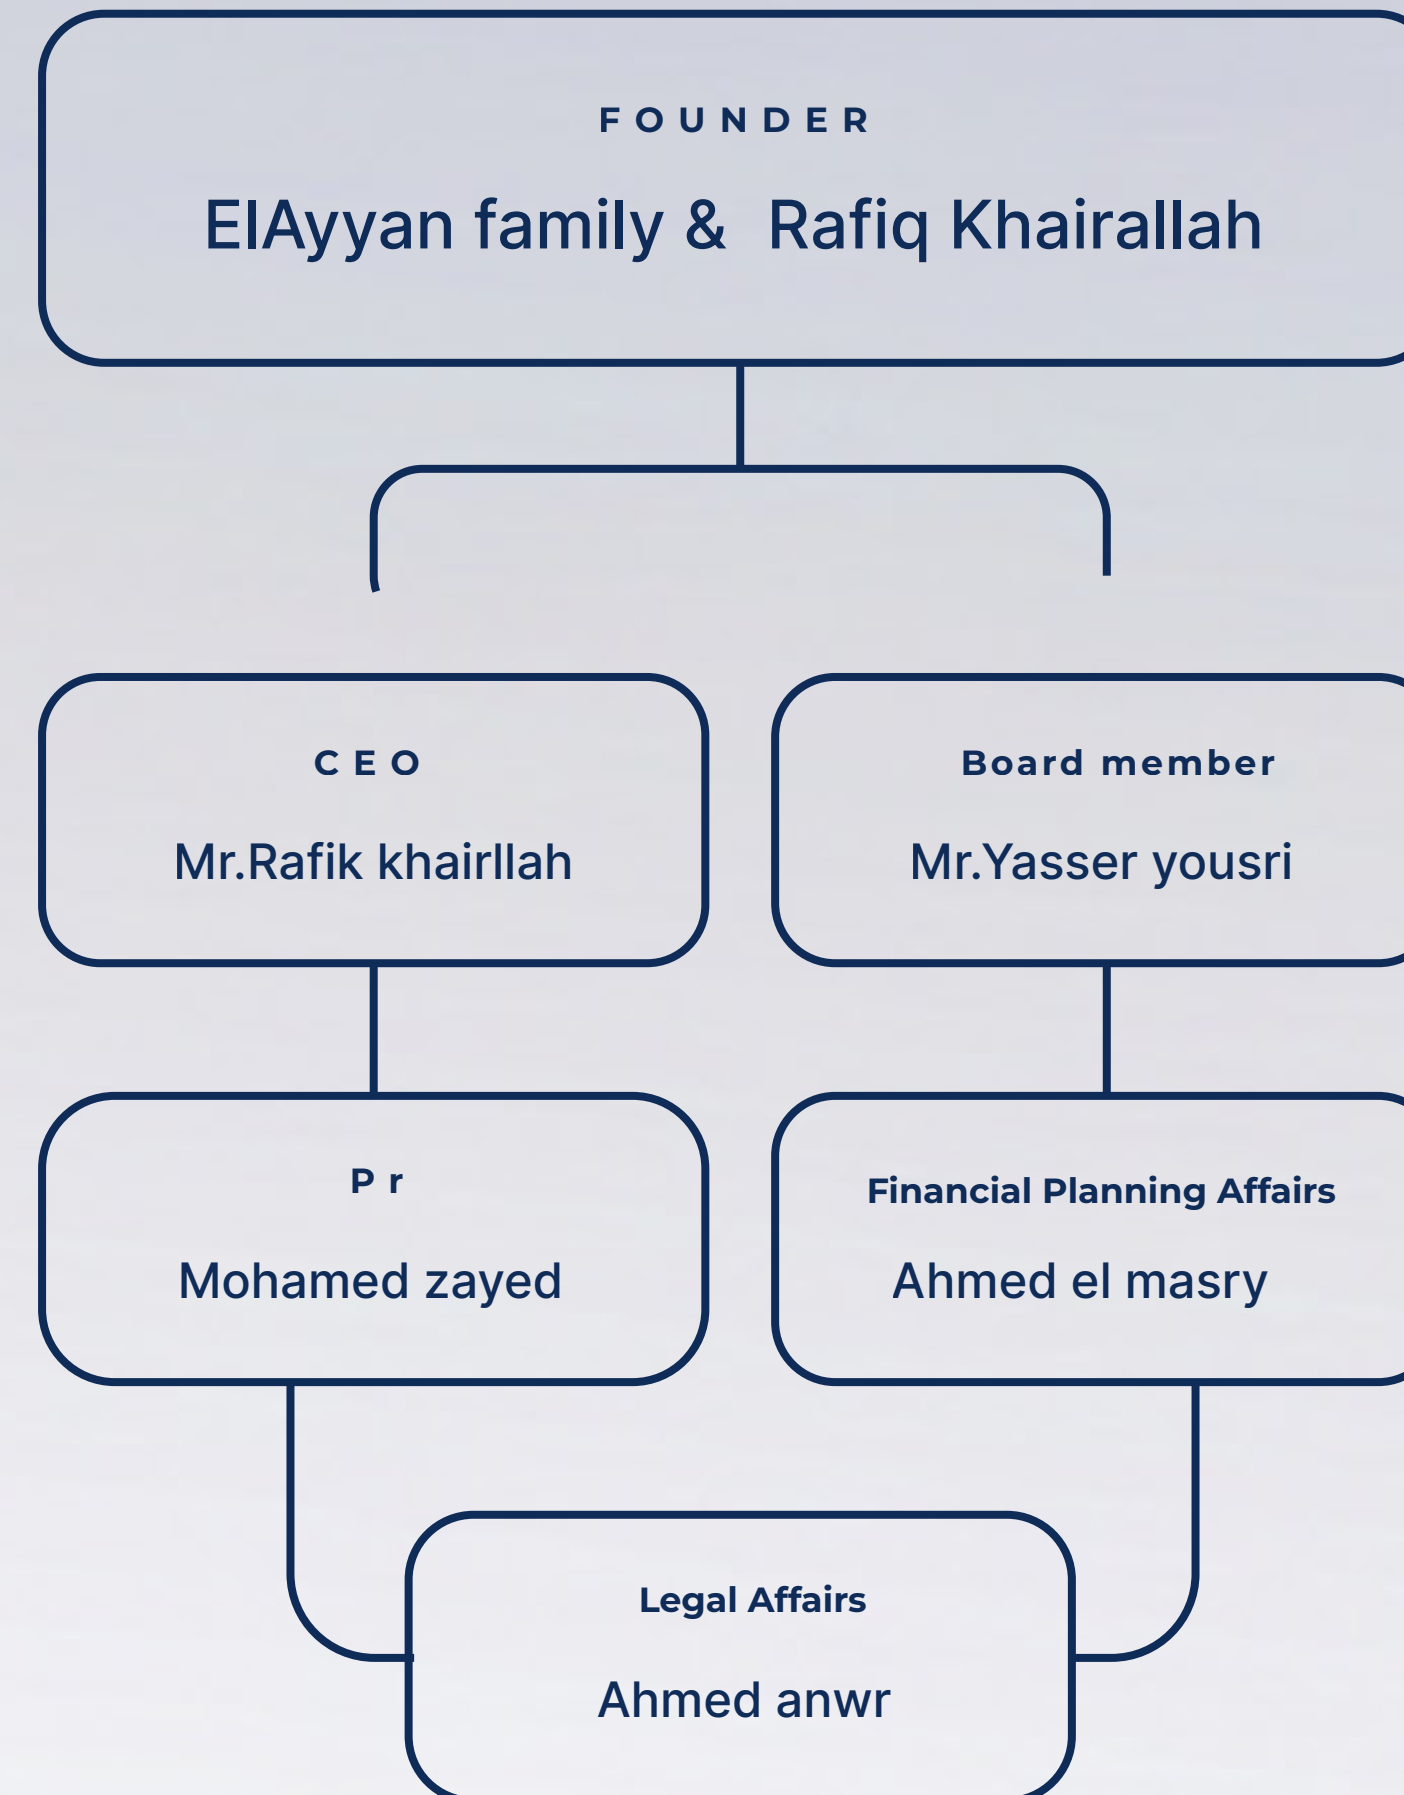 FOUNDER
ElAyyan family & Rafiq Khairallah
CEO
Mr.Rafik khairllah
Board member
Mr.Yasser yousri
Pr
Mohamed zayed
Financial Planning Affairs
Ahmed el masry
Legal Affairs
Ahmed anwr